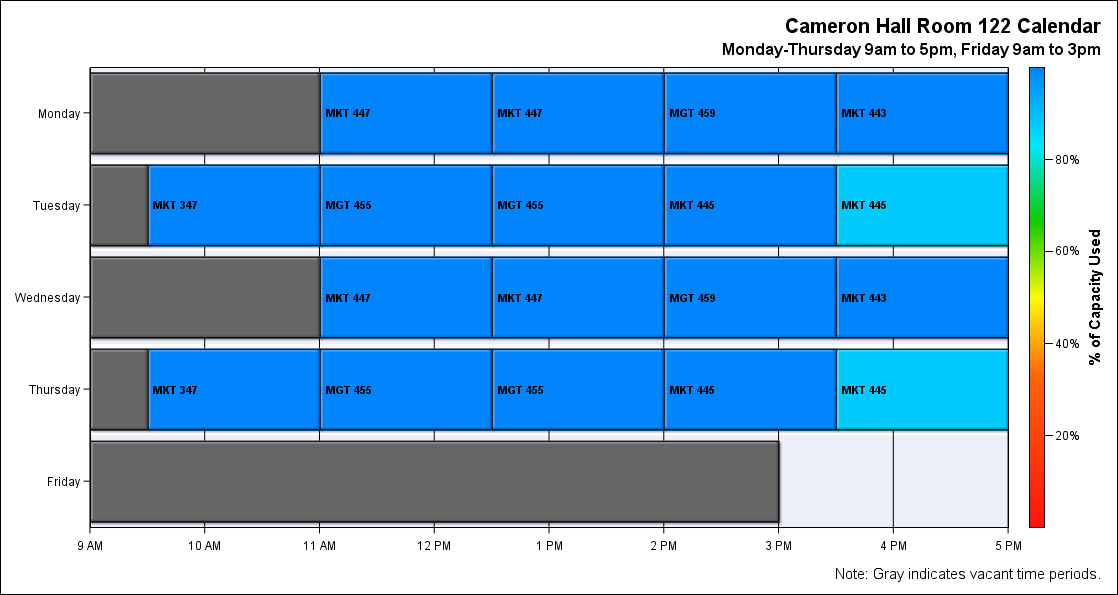 Cameron Hall Room 122 Calendar
Monday-Thursday 9am to 5pm, Friday 9am to 3pm
Monday
MKT 447
MKT 447
MGT 459
MKT 443
Tuesday
MKT 347
MGT 455
MGT 455
MKT 445
MKT 445
Wednesday
MKT 447
MKT 447
MGT 459
MKT 443
Thursday
MKT 347
MGT 455
MGT 455
MKT 445
MKT 445
Friday
9 AM
10 AM
11 AM
12 PM
1 PM
2 PM
3 PM
4 PM
5 PM
80%
60%
40%
20%
% of Capacity Used
Note: Gray indicates vacant time periods.